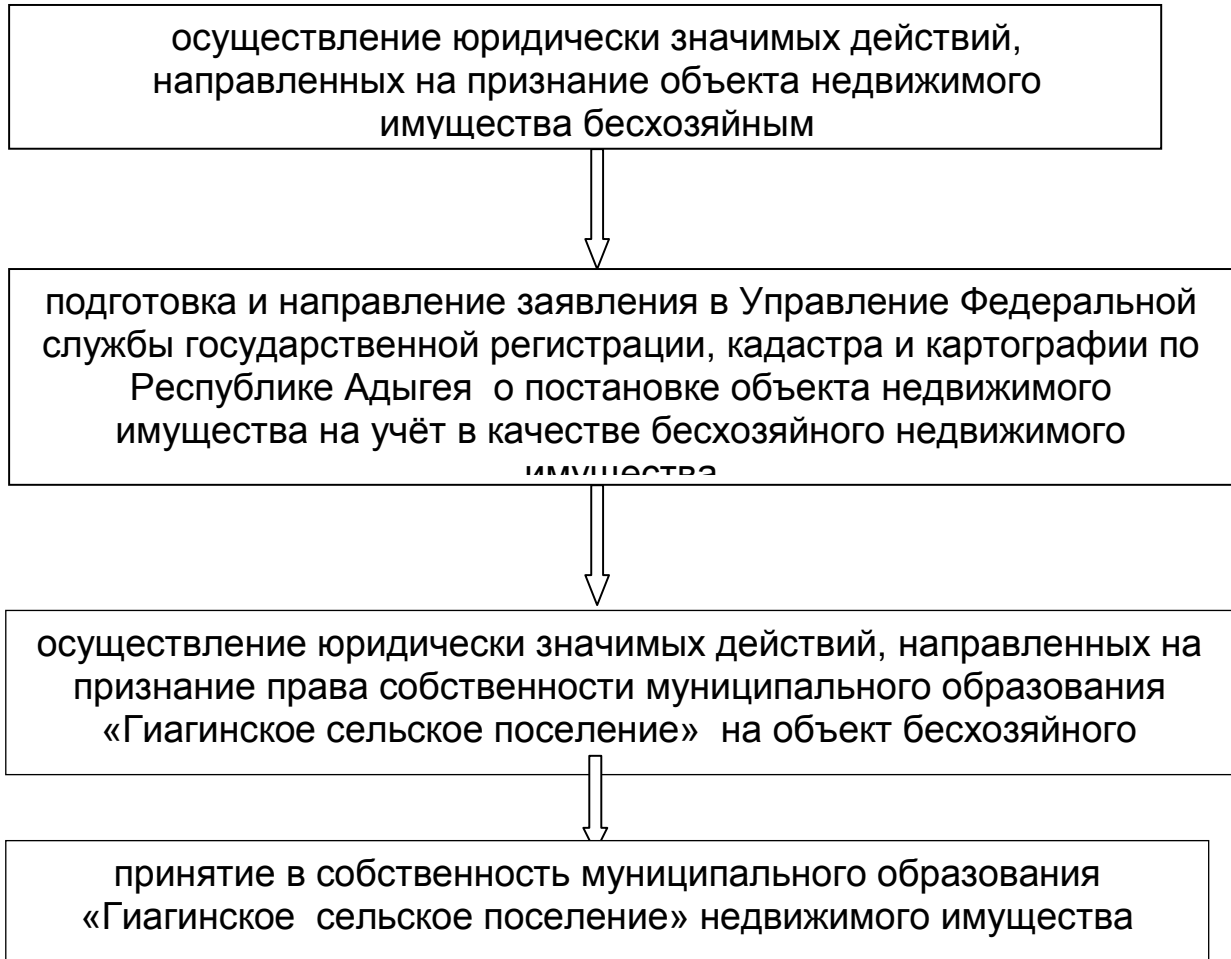 осуществление юридически значимых действий,
направленных на признание объекта недвижимого
имущества бесхозяйным
подготовка и направление заявления в Управление Федеральной
службы государственной регистрации, кадастра и картографии по
Республике Адыгея о постановке объекта недвижимого
имущества на учёт в качестве бесхозяйного недвижимого
имущества
осуществление юридически значимых действий, направленных на
признание права собственности муниципального образования
«Гиагинское сельское поселение» на объект бесхозяйного
принятие в собственность муниципального образования
«Гиагинское сельское поселение» недвижимого имущества